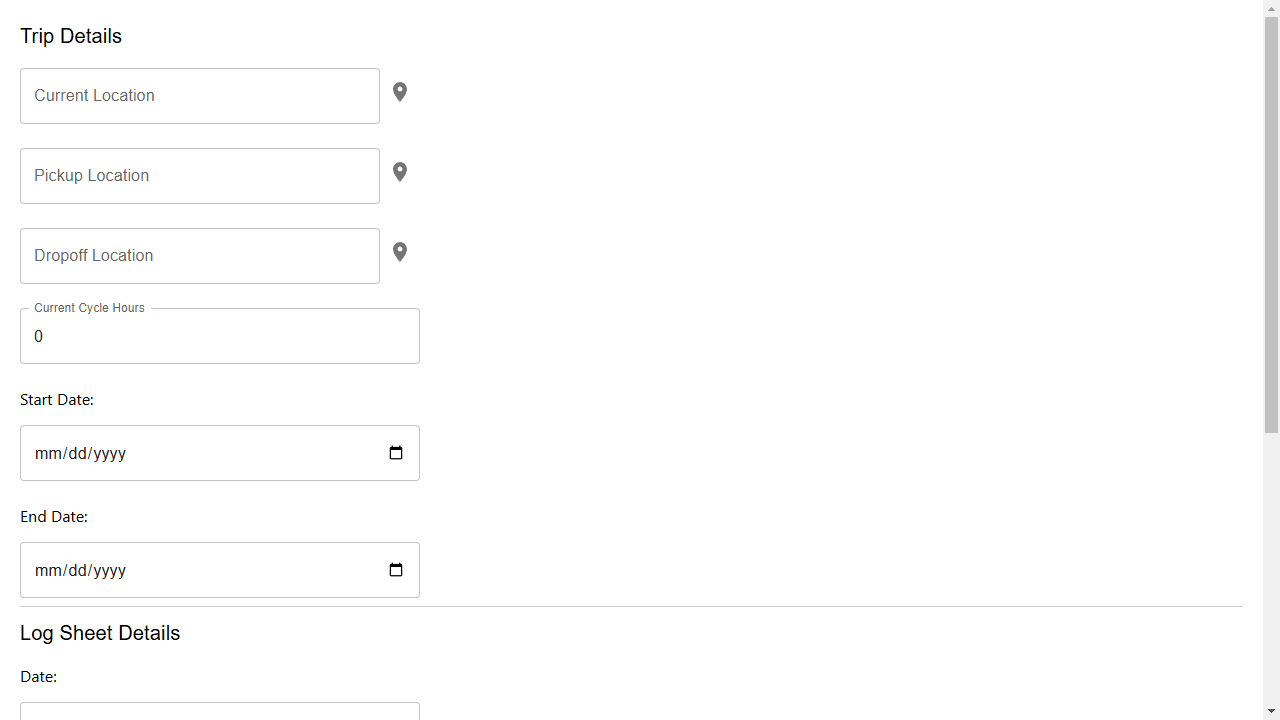 Trip Details
Current Location
Pickup Location
Dropoff Location
Current Cycle Hours
0
Start Date:
mm/dd/yyyy
End Date:
mm/dd/yyyy
Log Sheet Details
Date: